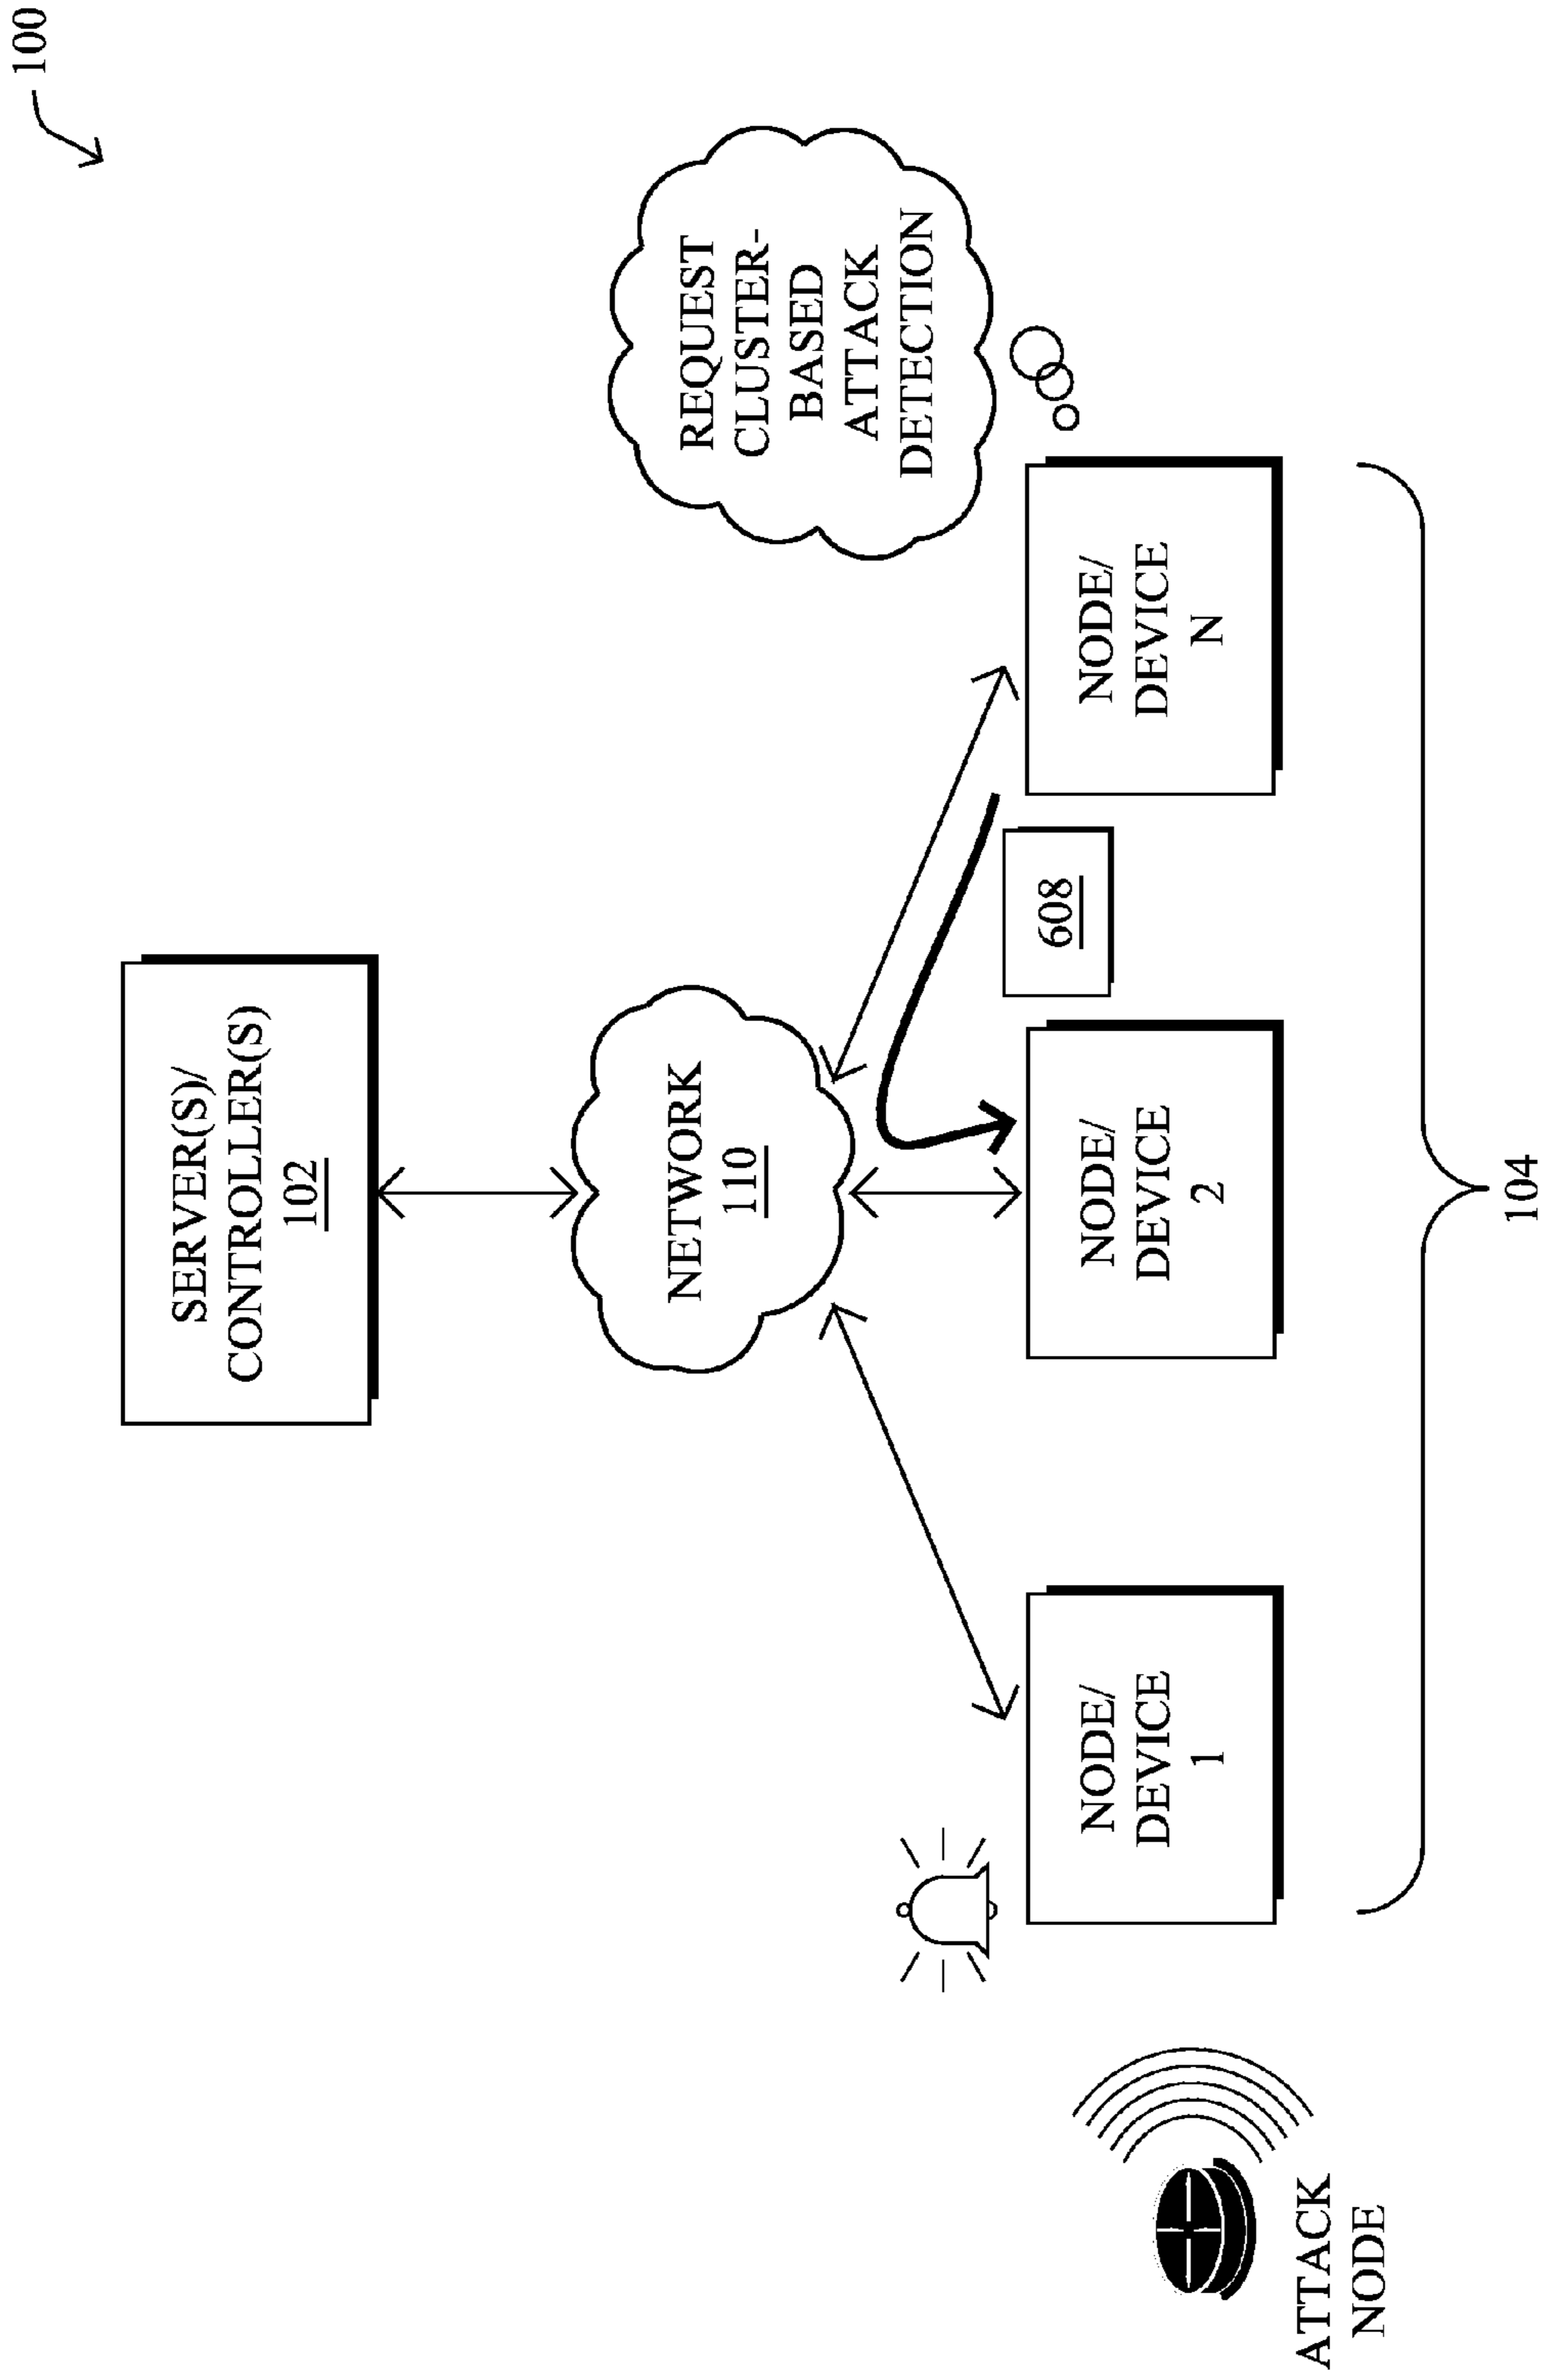 100
SERVER(S)/
CONTROLLER(S)
102
NETWORK
110
REQUEST
CLUSTER-
BASED
ATTACK
DETECTION
608
NODE/
DEVICE
1
NODE/
DEVICE
2
NODE/
DEVICE
N
ATTACK
NODE
104